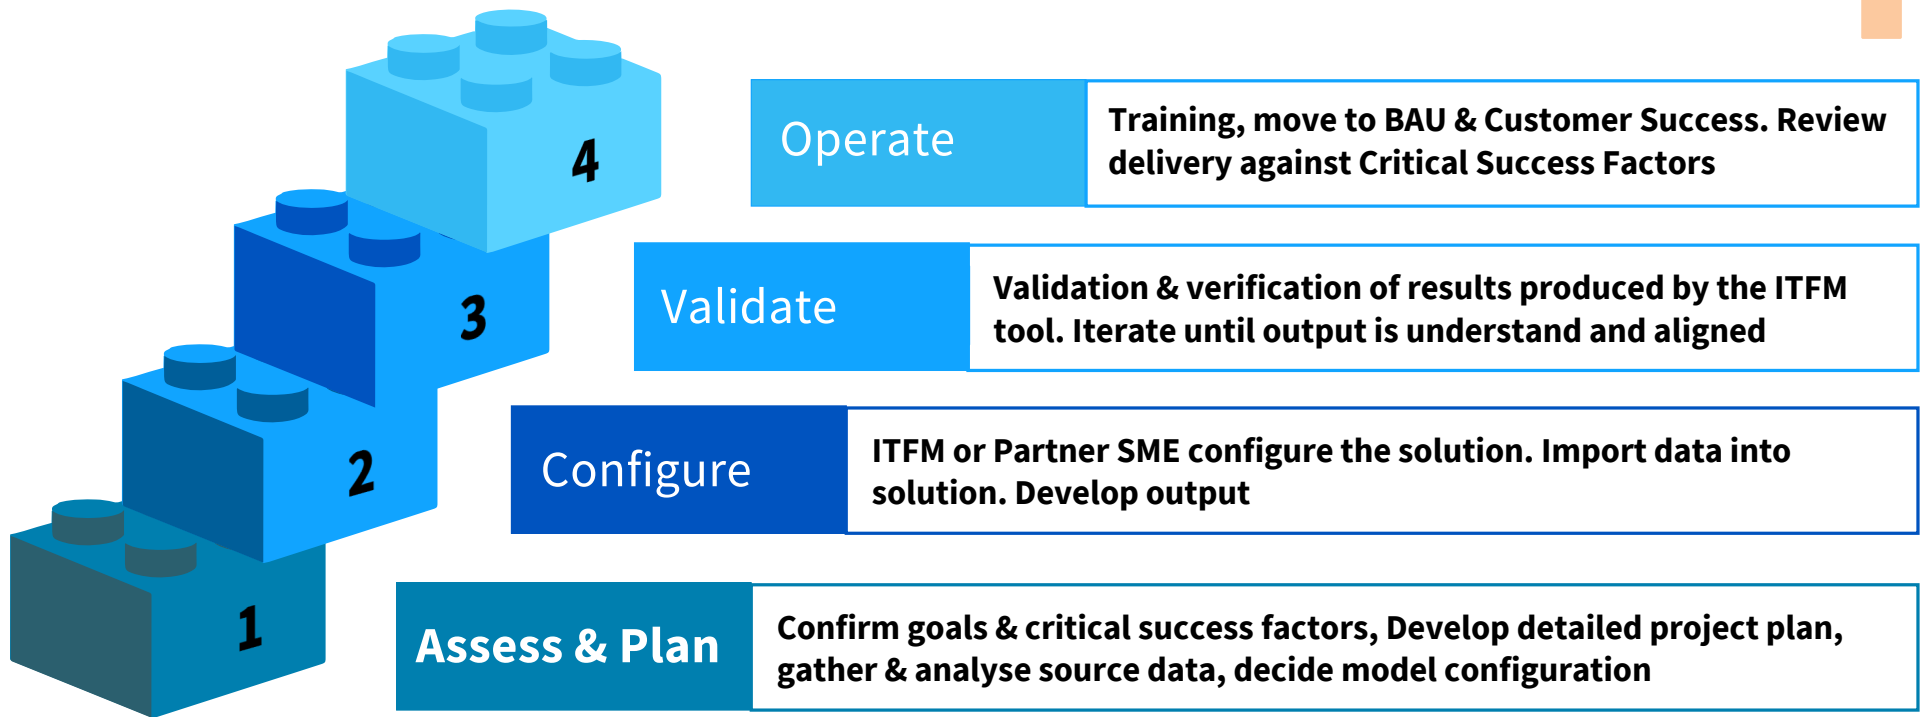 4
Operate
Training, move to BAU & Customer Success. Review
delivery against Critical Success Factors
3
Validate
Validation & verification of results produced by the ITFM
tool. Iterate until output is understand and aligned
2
Configure
ITFM or Partner SME configure the solution. Import data into
solution. Develop output
1
Assess & Plan
Confirm goals & critical success factors, Develop detailed project plan,
gather & analyse source data, decide model configuration